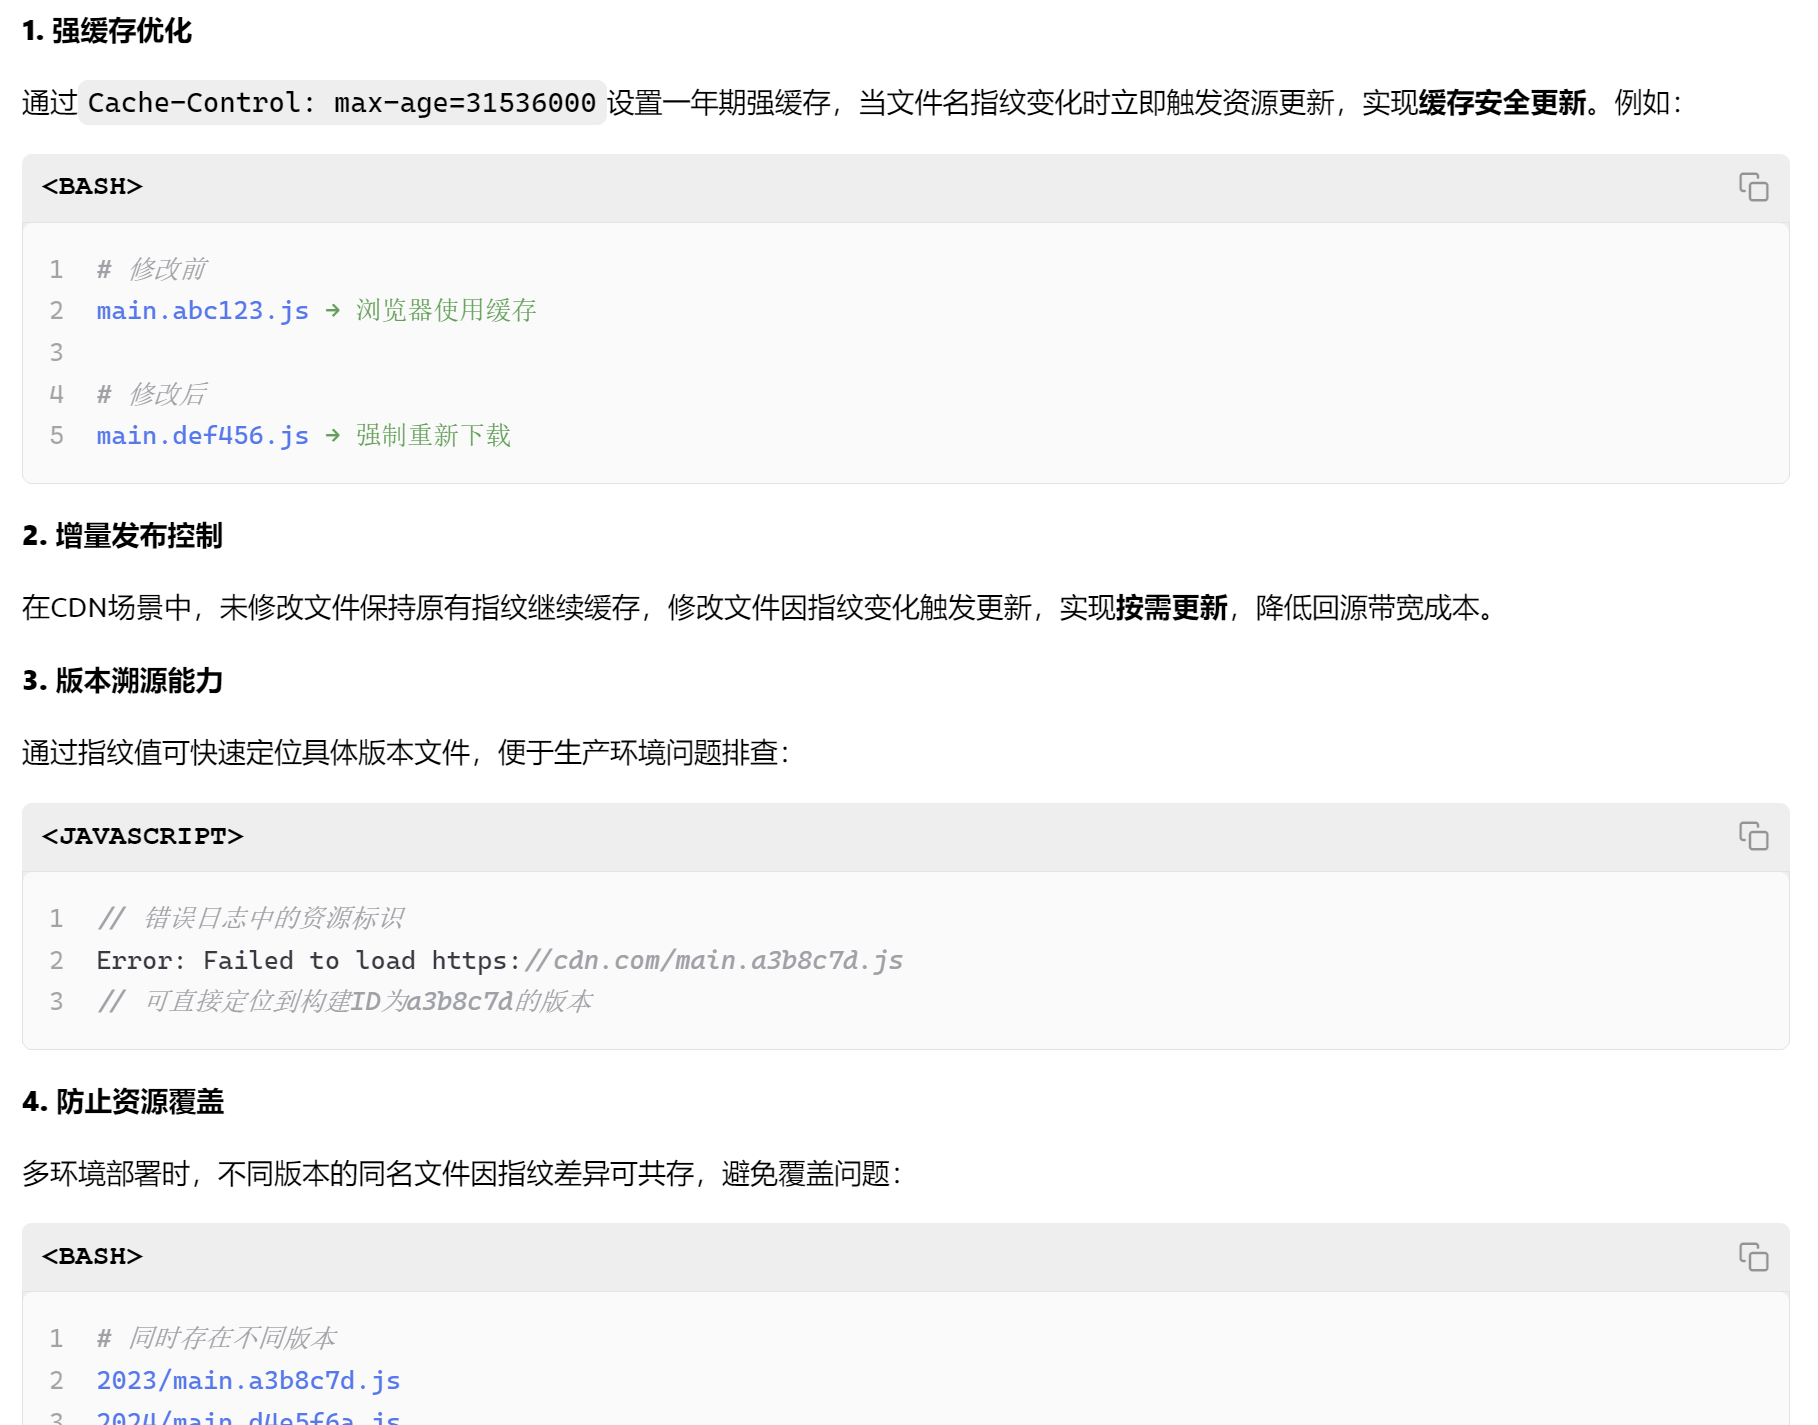 1. 强缓存优化
通过 Cache-Control: max-age=31536000 设置一年期强缓存，当文件名指纹变化时立即触发资源更新，实现缓存安全更新。例如：
<BASH>
1 # 修改前
2 main.abc123.js → 浏览器使用缓存
3
4 # 修改后
5 main.def456.js → 强制重新下载
2. 增量发布控制
在CDN场景中，未修改文件保持原有指纹继续缓存，修改文件因指纹变化触发更新，实现按需更新，降低回源带宽成本。
3. 版本溯源能力
通过指纹值可快速定位具体版本文件，便于生产环境问题排查：
<JAVASCRIPT>
1 // 错误日志中的资源标识
2 Error: Failed to load https://cdn.com/main.a3b8c7d.js
3 // 可直接定位到构建ID为a3b8c7d的版本
4. 防止资源覆盖
多环境部署时，不同版本的同名文件因指纹差异可共存，避免覆盖问题：
<BASH>
1 # 同时存在不同版本
2 2023/main.a3b8c7d.js
3 2024/main.d4e5f6a.js